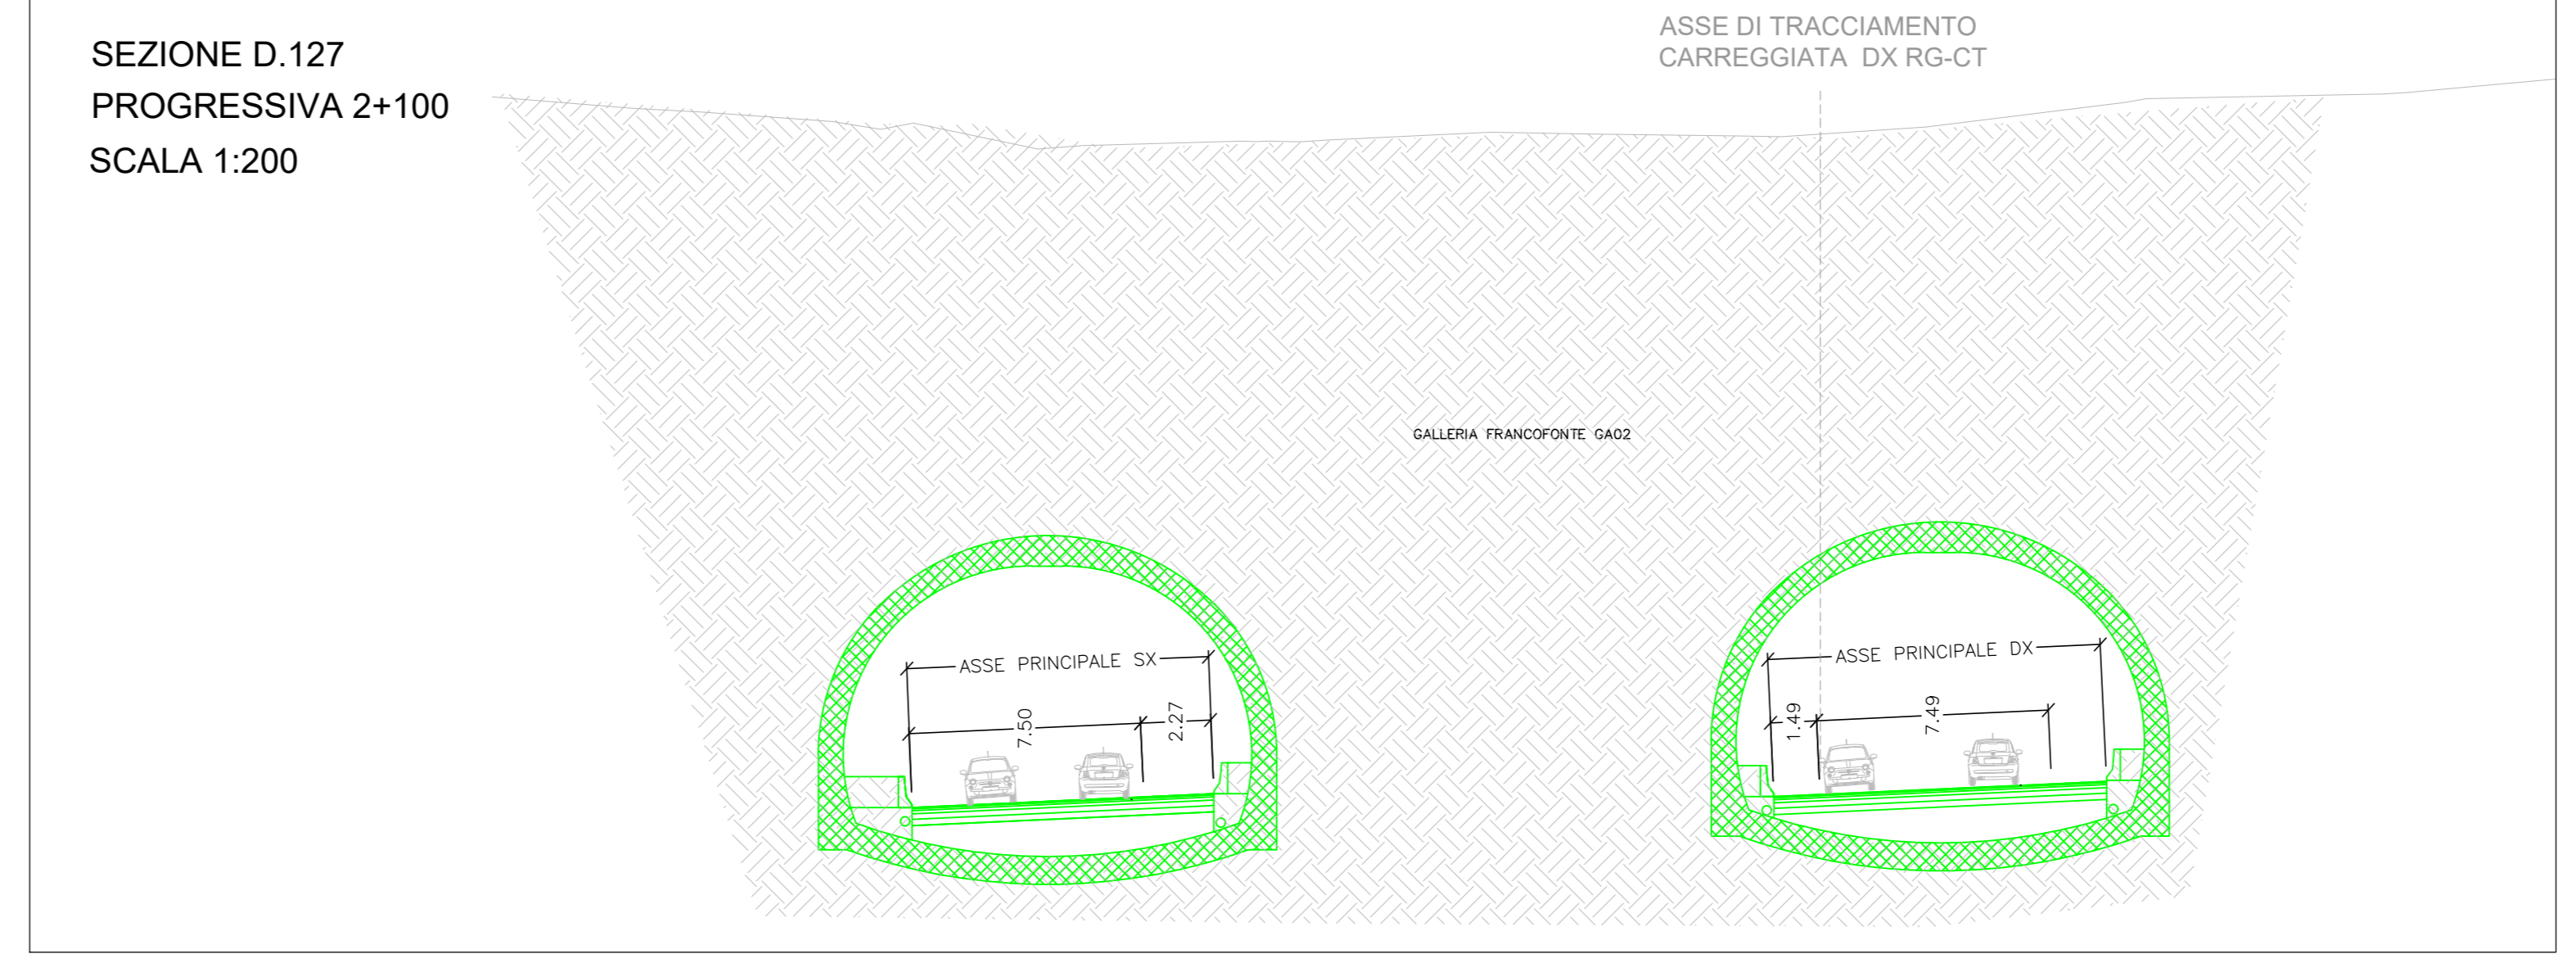 ASSE DI TRACCIAMENTO
CARREGGIATA DX RG-CT
SEZIONE D.127
PROGRESSIVA 2+100
SCALA 1:200
GALLERIA FRANCOFONTE GA02
ASSE PRINCIPALE SX
7.50
2.27
ASSE PRINCIPALE DX
1.49
7.49